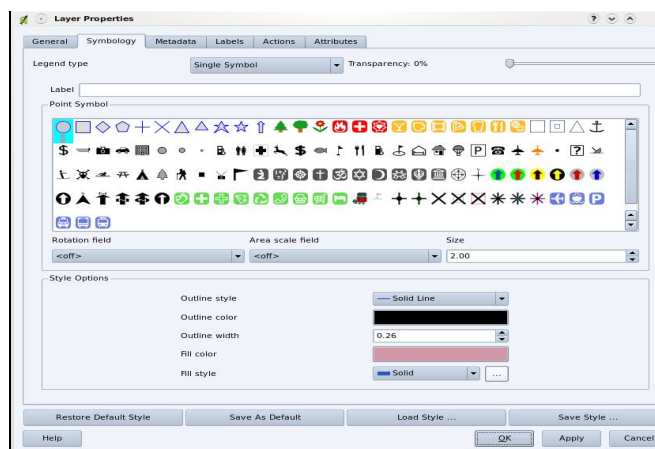 Layer Properties
General Symbology Metadata Labels Actions Attributes
Legend type Single Symbol Transparency: 0%
Label
Point Symbol
Rotation field Area scale field Size
<off> <off> 2.00
Style Options
Outline style Solid Line
Outline color
Outline width 0.26
Fill color
Fill style Solid ...
Restore Default Style Save As Default Load Style ... Save Style ...
Help OK Apply Cancel